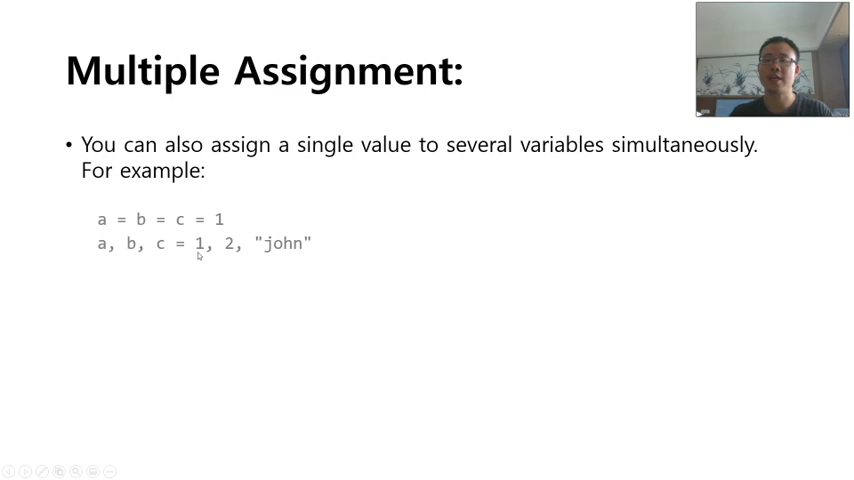 Multiple Assignment:
• You can also assign a single value to several variables simultaneously.
For example:
a = b = c = 1
a, b, c = 1, 2, "john"